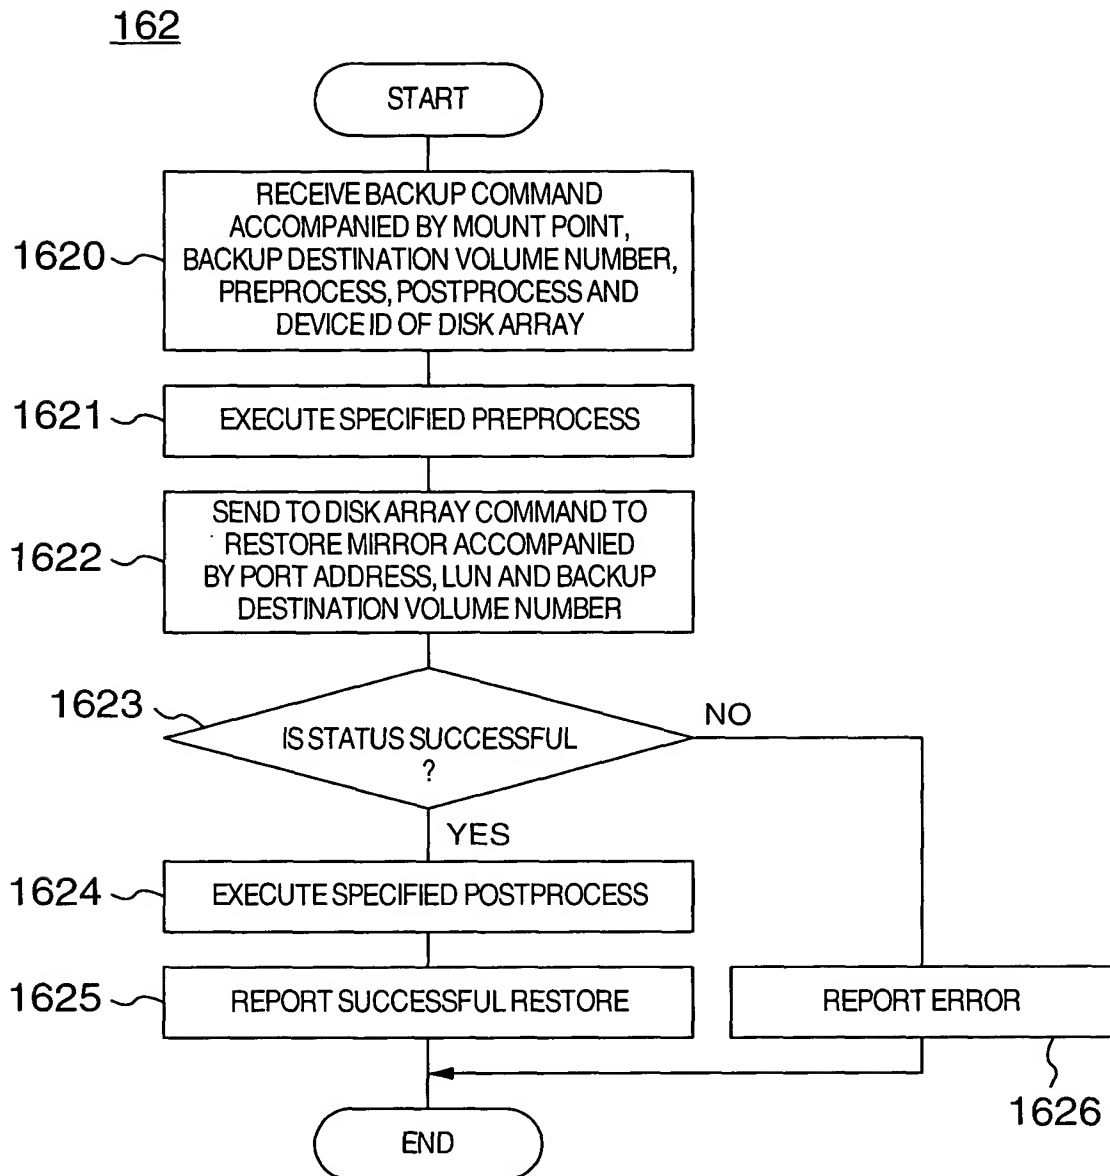 162
START
1620
RECEIVE BACKUP COMMAND
ACCOMPANIED BY MOUNT POINT,
BACKUP DESTINATION VOLUME NUMBER,
PREPROCESS, POSTPROCESS AND
DEVICE ID OF DISK ARRAY
1621
EXECUTE SPECIFIED PREPROCESS
1622
SEND TO DISK ARRAY COMMAND TO
RESTORE MIRROR ACCOMPANIED
BY PORT ADDRESS, LUN AND BACKUP
DESTINATION VOLUME NUMBER
1623
IS STATUS SUCCESSFUL
?
NO
YES
1624
EXECUTE SPECIFIED POSTPROCESS
1625
REPORT SUCCESSFUL RESTORE
REPORT ERROR
1626
END